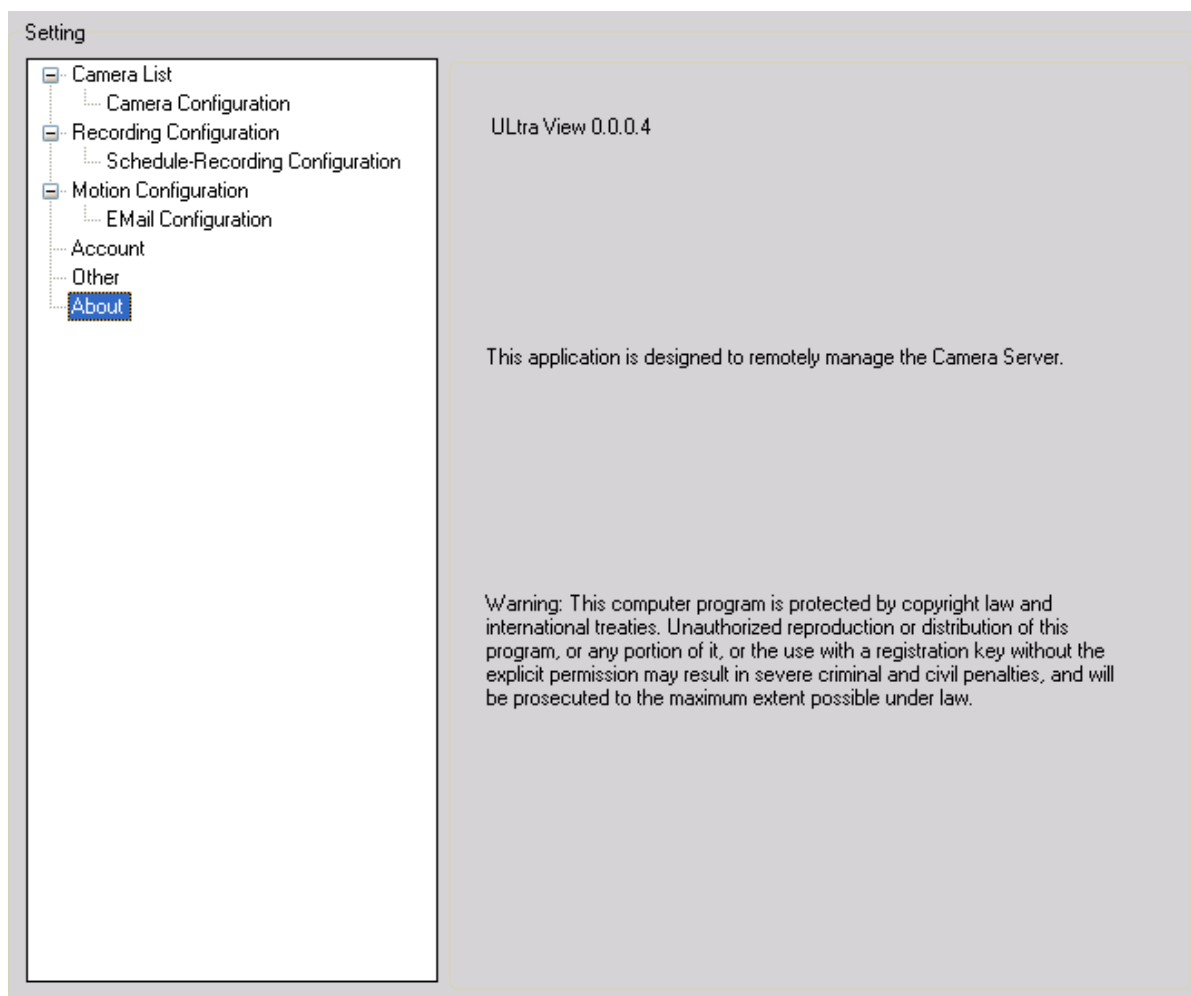 Setting
Camera List
Camera Configuration
Recording Configuration
Schedule-Recording Configuration
Motion Configuration
EMail Configuration
Account
Other
About
ULtra View 0.0.0.4
This application is designed to remotely manage the Camera Server.
Warning: This computer program is protected by copyright law and
international treaties. Unauthorized reproduction or distribution of this
program, or any portion of it, or the use with a registration key without the
explicit permission may result in severe criminal and civil penalties, and will
be prosecuted to the maximum extent possible under law.